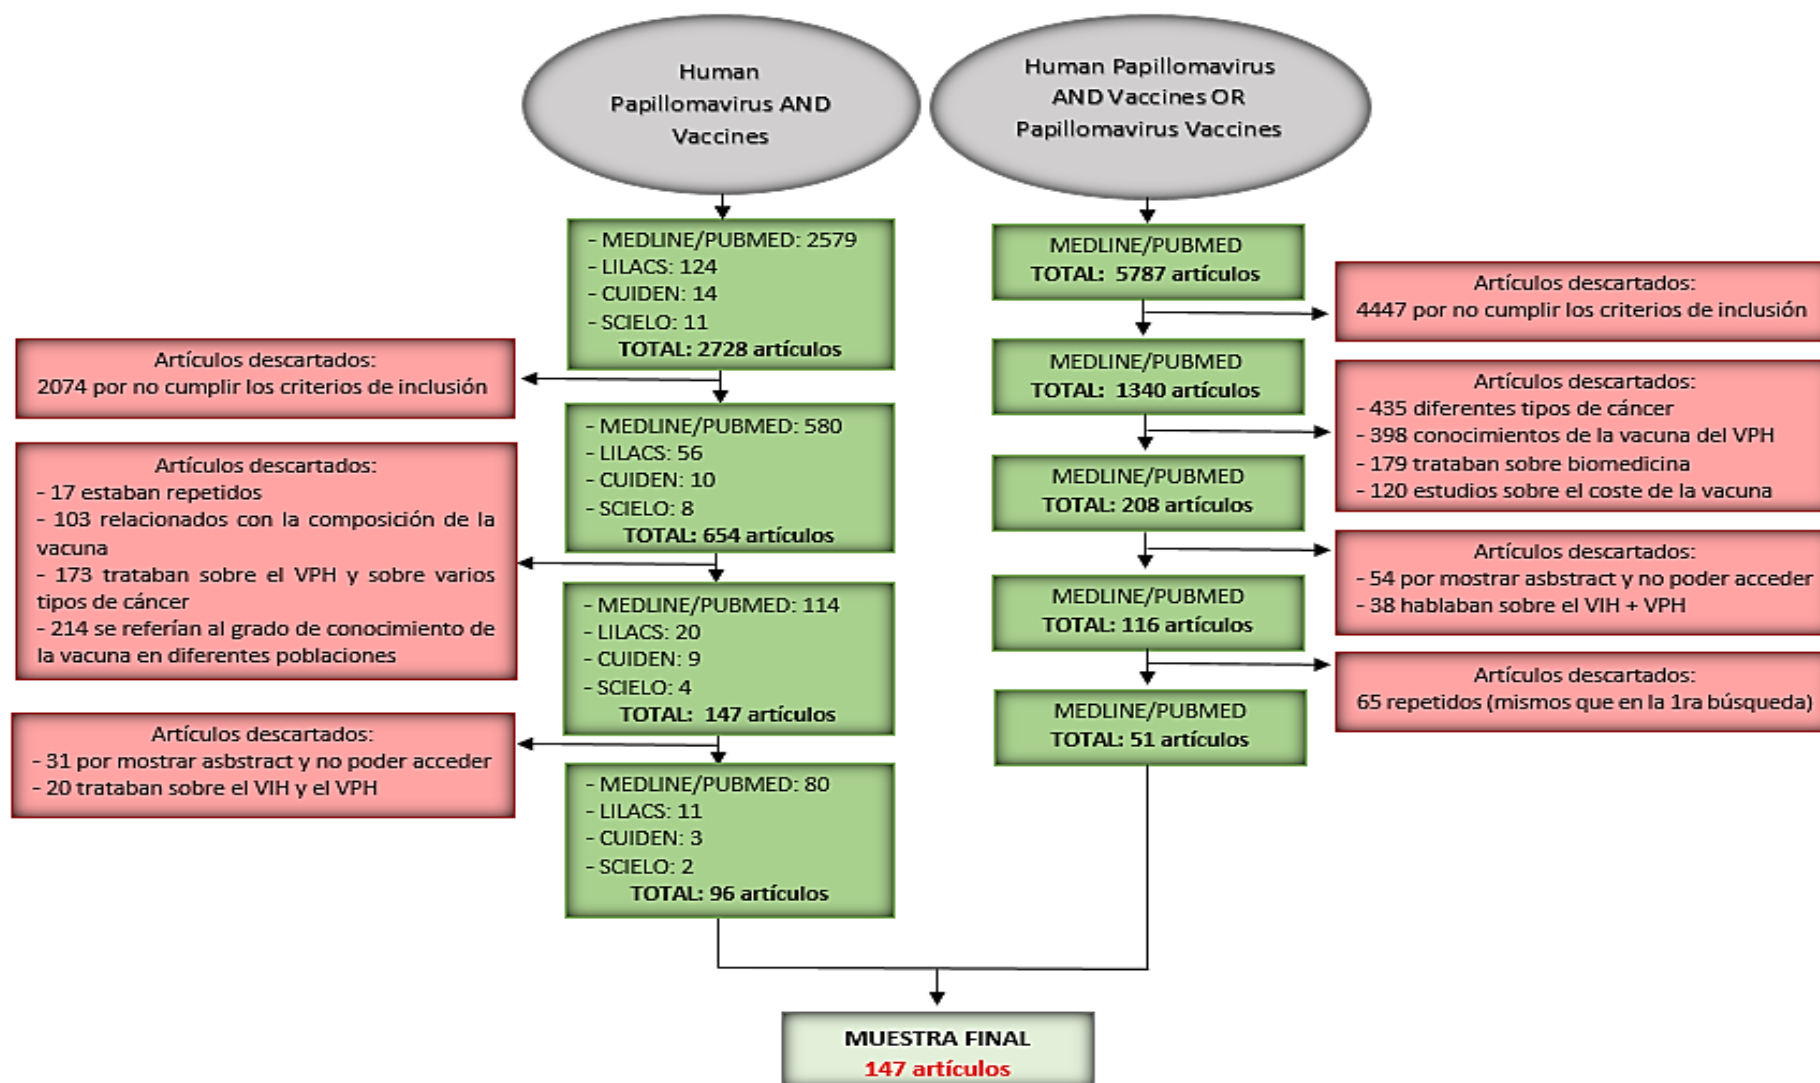 Human
Papillomavirus AND
Vaccines
Human Papillomavirus
AND Vaccines OR
Papillomavirus Vaccines
- MEDLINE/PUBMED: 2579
- LILACS: 124
- CUIDEN: 14
- SCIELO: 11
TOTAL: 2728 artículos
Artículos descartados:
2074 por no cumplir los criterios de inclusión
- MEDLINE/PUBMED: 580
- LILACS: 56
- CUIDEN: 10
- SCIELO: 8
TOTAL: 654 artículos
Artículos descartados:
- 17 estaban repetidos
- 103 relacionados con la composición de la
vacuna
- 173 trataban sobre el VPH y sobre varios
tipos de cáncer
- 214 se referían al grado de conocimiento de
la vacuna en diferentes poblaciones
- MEDLINE/PUBMED: 114
- LILACS: 20
- CUIDEN: 9
- SCIELO: 4
TOTAL: 147 artículos
Artículos descartados:
- 31 por mostrar asbstract y no poder acceder
- 20 trataban sobre el VIH y el VPH
- MEDLINE/PUBMED: 80
- LILACS: 11
- CUIDEN: 3
- SCIELO: 2
TOTAL: 96 artículos
MEDLINE/PUBMED
TOTAL: 5787 artículos
Artículos descartados:
4447 por no cumplir los criterios de inclusión
MEDLINE/PUBMED
TOTAL: 1340 artículos
Artículos descartados:
- 435 diferentes tipos de cáncer
- 398 conocimientos de la vacuna del VPH
- 179 trataban sobre biomedicina
- 120 estudios sobre el coste de la vacuna
MEDLINE/PUBMED
TOTAL: 208 artículos
Artículos descartados:
- 54 por mostrar asbstract y no poder acceder
- 38 hablaban sobre el VIH + VPH
MEDLINE/PUBMED
TOTAL: 116 artículos
Artículos descartados:
65 repetidos (mismos que en la 1ra búsqueda)
MEDLINE/PUBMED
TOTAL: 51 artículos
MUESTRA FINAL
147 artículos